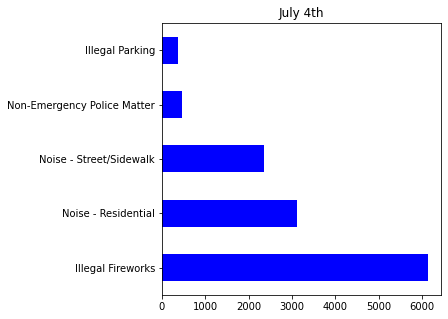 July 4th
Illegal Parking
Non-Emergency Police Matter
Noise - Street/Sidewalk
Noise - Residential
Illegal Fireworks
0 1000 2000 3000 4000 5000 6000